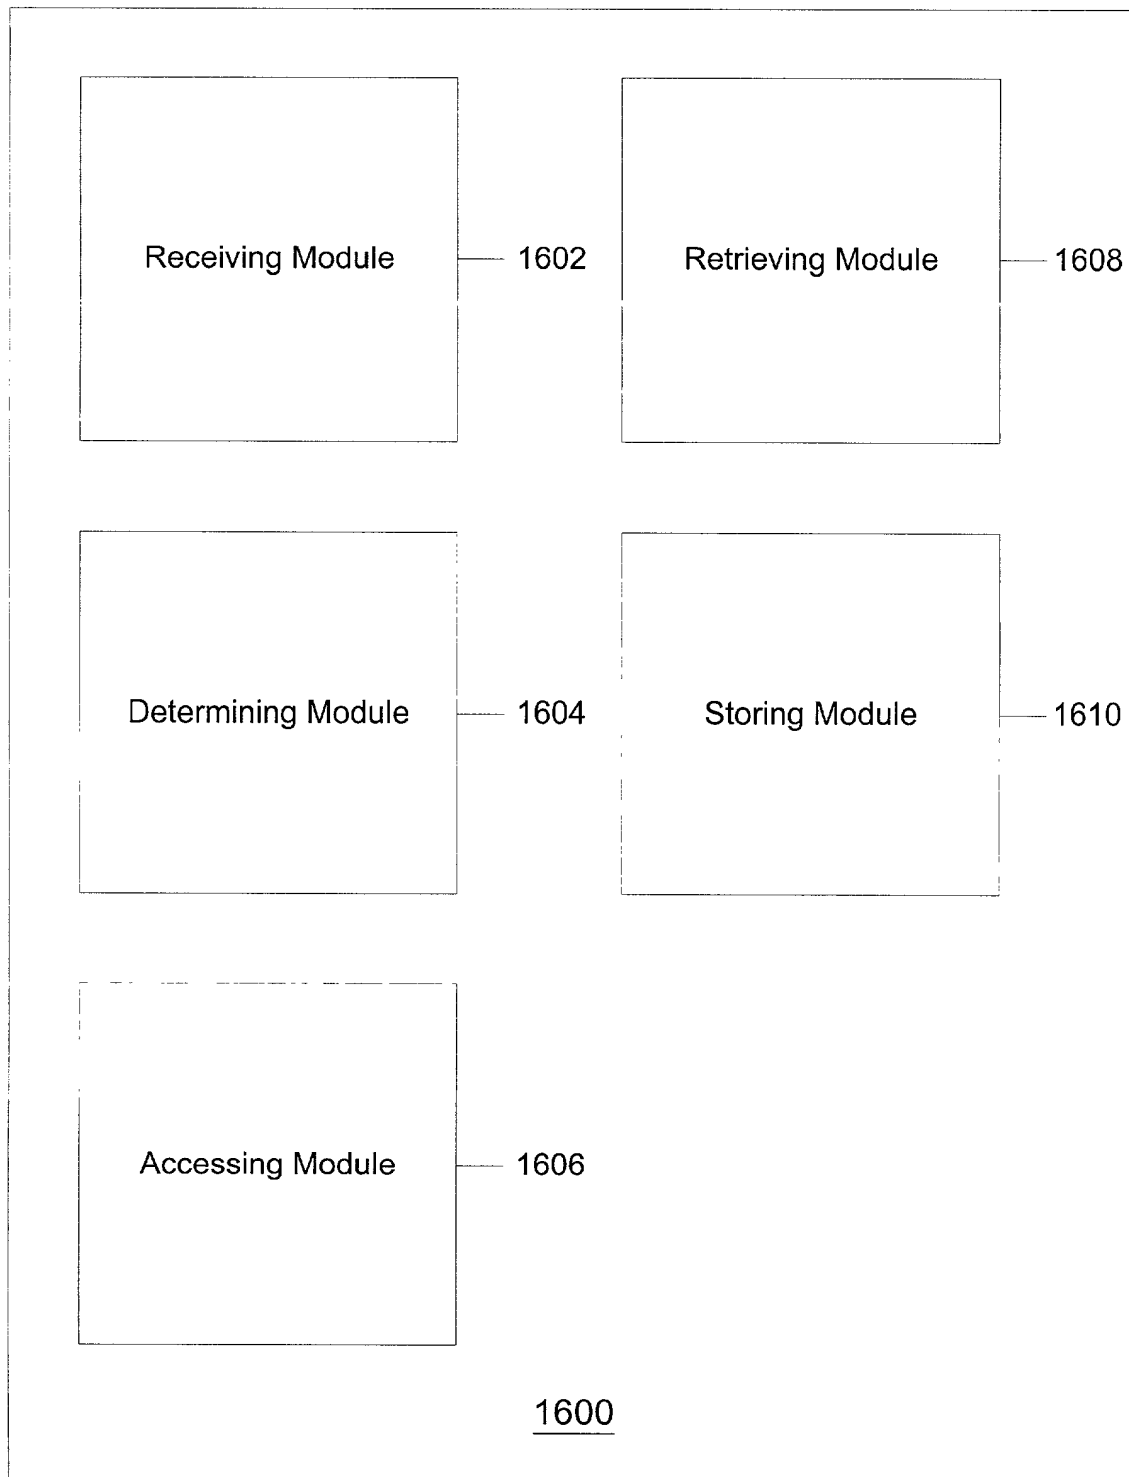 Receiving Module 1602
Retrieving Module 1608
Determining Module 1604
Storing Module 1610
Accessing Module 1606
1600